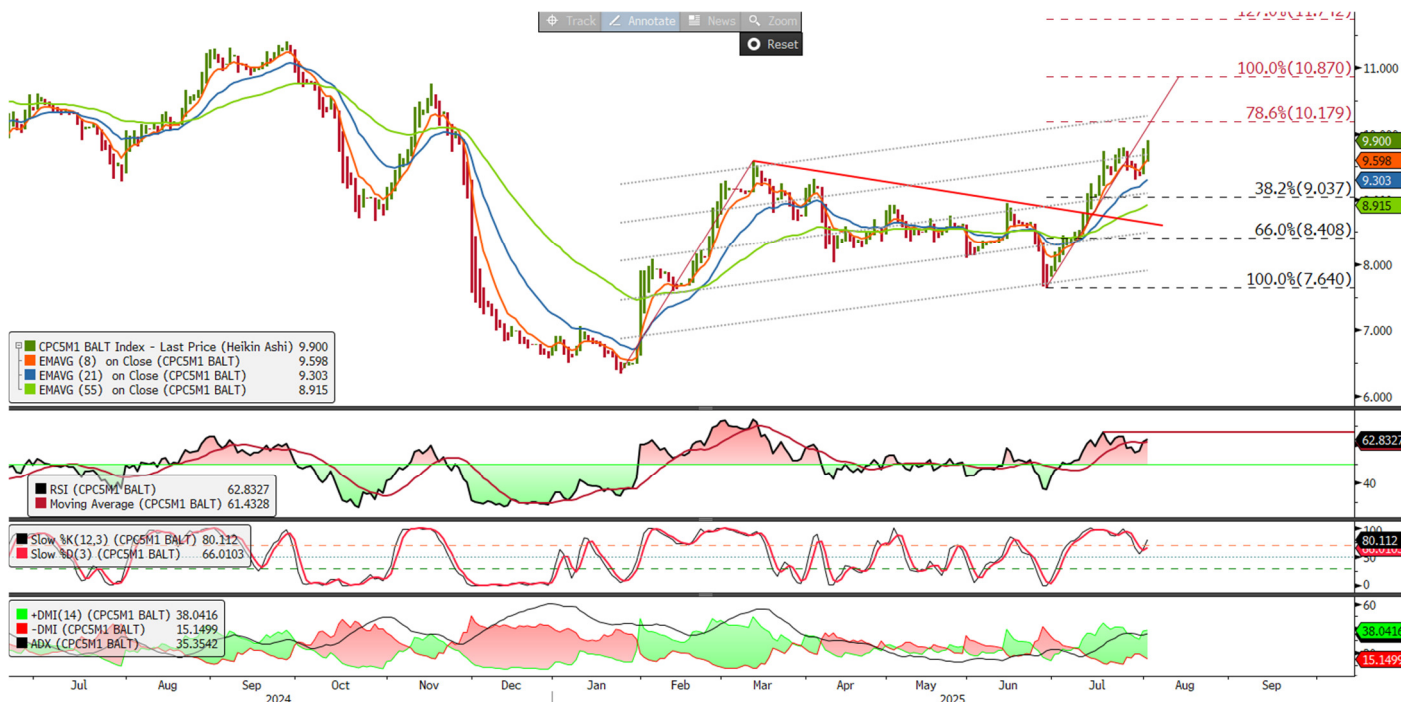 Track Annotate News Zoom
Reset
127.0%(11.742)
100.0%(10.870)
11.000
78.6%(10.179)
9.900
9.598
9.303
38.2%(9.037)
8.915
66.0%(8.408)
8.000
100.0%(7.640)
7.000
6.000
CPC5M1 BALT Index - Last Price (Heikin Ashi) 9.900
EMAVG (8) on Close (CPC5M1 BALT) 9.598
EMAVG (21) on Close (CPC5M1 BALT) 9.303
EMAVG (55) on Close (CPC5M1 BALT) 8.915
62.8327
40
RSI (CPC5M1 BALT) 62.8327
Moving Average (CPC5M1 BALT) 61.4328
100
Slow %K(12,3) (CPC5M1 BALT) 80.112
Slow %D(3) (CPC5M1 BALT) 66.0103
80.112
50
0
+DMI(14) (CPC5M1 BALT) 38.0416
-DMI (CPC5M1 BALT) 15.1499
ADX (CPC5M1 BALT) 35.3542
60
38.0416
15.1499
Jul Aug Sep Oct Nov Dec Jan Feb Mar Apr May Jun Jul Aug Sep
2024 2025